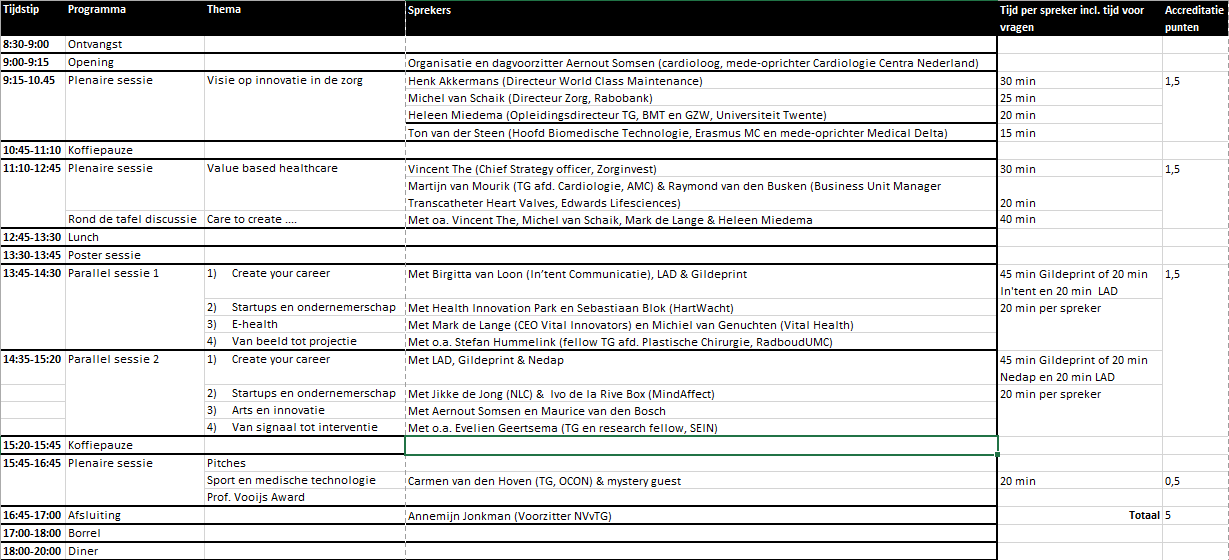 Tijdstip Programma Thema Sprekers Tijd per spreker incl. tijd voor vragen Accreditatie punten
8:30-9:00 Ontvangst
9:00-9:15 Opening Organisatie en dagvoorzitter Aernout Somsen (cardioloog, mede-oprichter Cardiologie Centra Nederland)
9:15-10.45 Plenaire sessie Visie op innovatie in de zorg Henk Akkermans (Directeur World Class Maintenance) 30 min 1,5
Michel van Schaik (Directeur Zorg, Rabobank) 25 min
Heleen Miedema (Opleidingsdirecteur TG, BMT en GZW, Universiteit Twente) 20 min
Ton van der Steen (Hoofd Biomedische Technologie, Erasmus MC en mede-oprichter Medical Delta) 15 min
10:45-11:10 Koffiepauze
11:10-12:45 Plenaire sessie Value based healthcare Vincent The (Chief Strategy officer, Zorginvest) 30 min 1,5
Martijn van Mourik (TG afd. Cardiologie, AMC) & Raymond van den Busken (Business Unit Manager
Transcatheter Heart Valves, Edwards Lifesciences) 20 min
Rond de tafel discussie Care to create .... Met oa. Vincent The, Michel van Schaik, Mark de Lange & Heleen Miedema 40 min
12:45-13:30 Lunch
13:30-13:45 Poster sessie
13:45-14:30 Parallel sessie 1 1) Create your career Met Birgitta van Loon (In'tent Communicatie), LAD & Gildeprint 45 min Gildeprint of 20 min 1,5
In'tent en 20 min LAD
2) Startups en ondernemerschap Met Health Innovation Park en Sebastiaan Blok (HartWacht) 20 min per spreker
3) E-health Met Mark de Lange (CEO Vital Innovators) en Michiel van Genuchten (Vital Health)
4) Van beeld tot projectie Met o.a. Stefan Hummelink (fellow TG afd. Plastische Chirurgie, RadboudUMC)
14:35-15:20 Parallel sessie 2 1) Create your career Met LAD, Gildeprint & Nedap 45 min Gildeprint of 20 min
Nedap en 20 min LAD
2) Startups en ondernemerschap Met Jikke de Jong (NLC) & Ivo de la Rive Box (MindAffect) 20 min per spreker
3) Arts en innovatie Met Aernout Somsen en Maurice van den Bosch
4) Van signaal tot interventie Met o.a. Evelien Geertsema (TG en research fellow, SEIN)
15:20-15:45 Koffiepauze
15:45-16:45 Plenaire sessie Pitches
Sport en medische technologie Carmen van den Hoven (TG, OCON) & mystery guest 20 min 0,5
Prof. Vooijs Award
16:45-17:00 Afsluiting Annemijn Jonkman (Voorzitter NVvTG) Totaal 5
17:00-18:00 Borrel
18:00-20:00 Diner